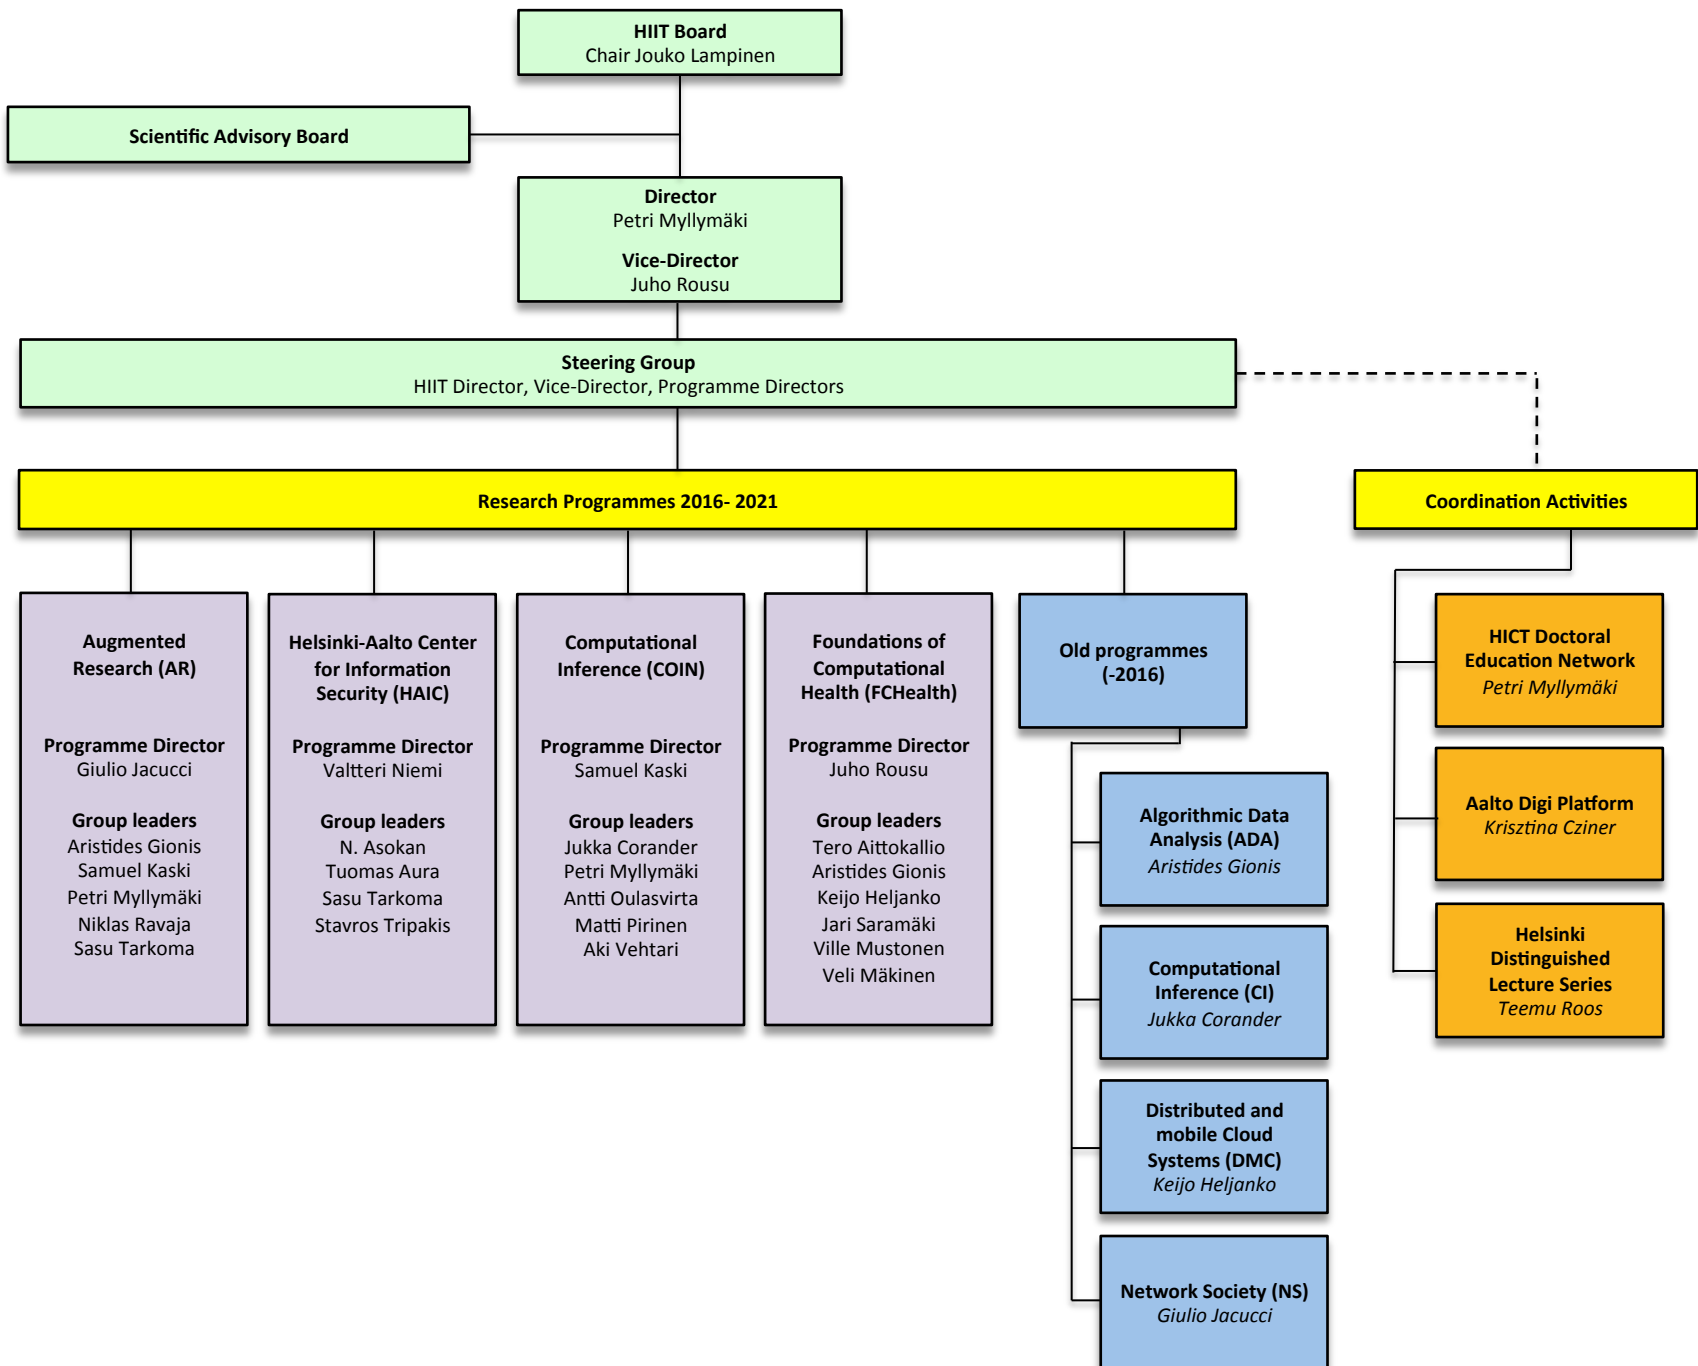 HIIT Board
Chair Jouko Lampinen
Scientific Advisory Board
Director
Petri Myllymäki
Vice-Director
Juho Rousu
Steering Group
HIIT Director, Vice-Director, Programme Directors
Research Programmes 2016- 2021
Coordination Activities
Augmented
Research (AR)
Programme Director
Giulio Jacucci
Group leaders
Aristides Gionis
Samuel Kaski
Petri Myllymäki
Niklas Ravaja
Sasu Tarkoma
Helsinki-Aalto Center
for Information
Security (HAIC)
Programme Director
Valtteri Niemi
Group leaders
N. Asokan
Tuomas Aura
Sasu Tarkoma
Stavros Tripakis
Computational
Inference (COIN)
Programme Director
Samuel Kaski
Group leaders
Jukka Corander
Petri Myllymäki
Antti Oulasvirta
Matti Pirinen
Aki Vehtari
Foundations of
Computational
Health (FCHealth)
Programme Director
Juho Rousu
Group leaders
Tero Aittokallio
Aristides Gionis
Keijo Heljanko
Jari Saramäki
Ville Mustonen
Veli Mäkinen
Old programmes
(-2016)
Algorithmic Data
Analysis (ADA)
Aristides Gionis
Computational
Inference (CI)
Jukka Corander
Distributed and
mobile Cloud
Systems (DMC)
Keijo Heljanko
Network Society (NS)
Giulio Jacucci
HICT Doctoral
Education Network
Petri Myllymäki
Aalto Digi Platform
Krisztina Cziner
Helsinki
Distinguished
Lecture Series
Teemu Roos